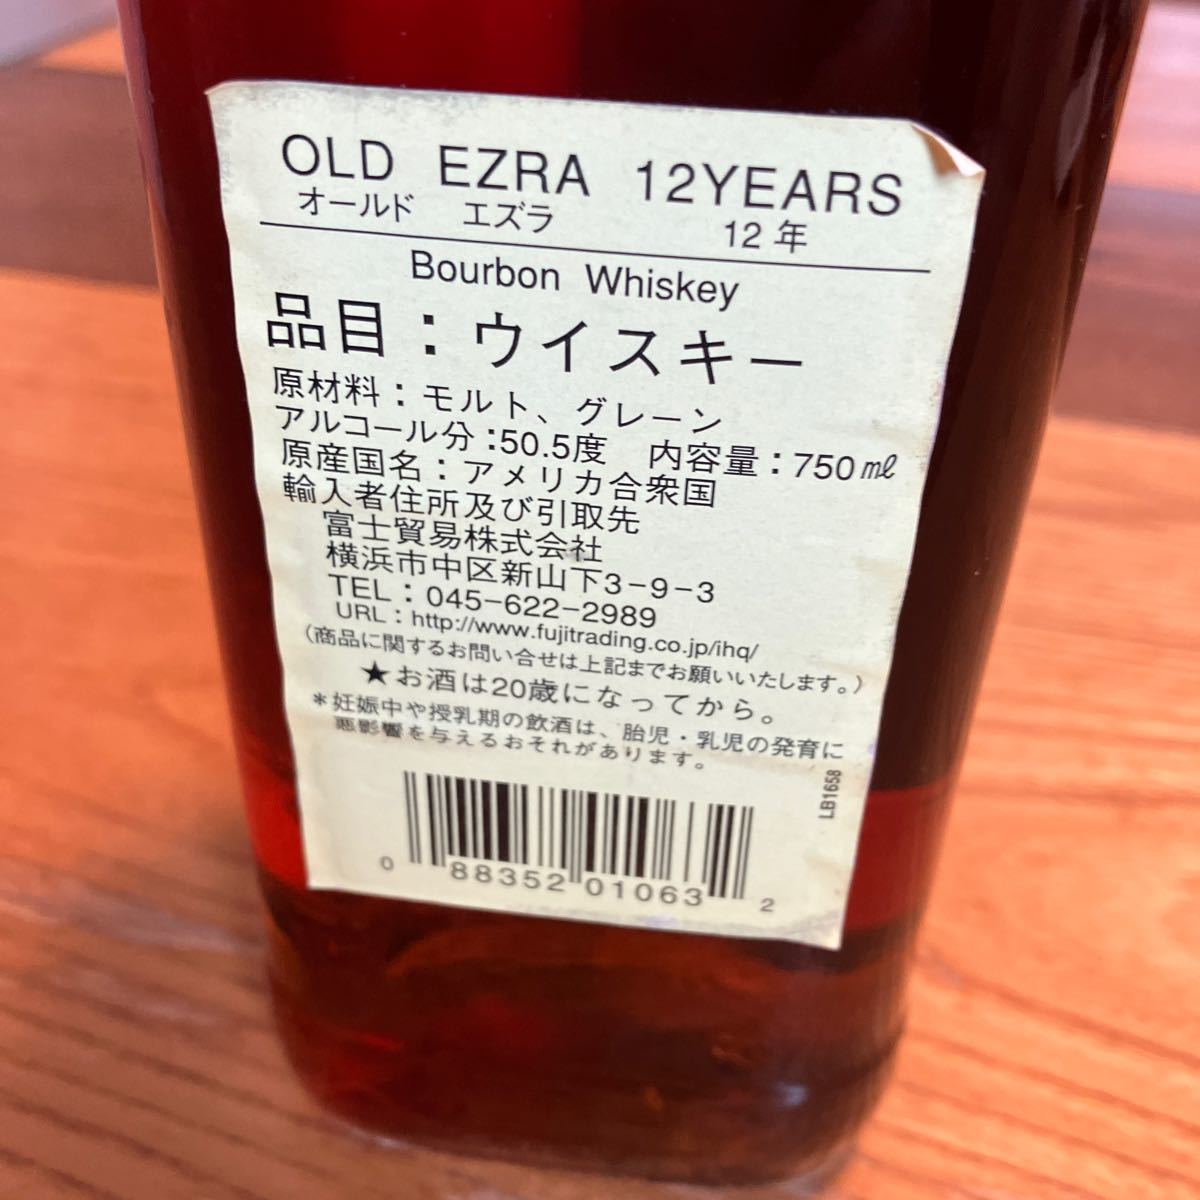 OLD EZRA 12YEARS
オールド エズラ 12年
Bourbon Whiskey
品目：ウイスキー
原材料：モルト、グレーン
アルコール分:50.5度 内容量：750㎖
原産国名：アメリカ合衆国
輸入者住所及び引取先
富士貿易株式会社
横浜市中区新山下3-9-3
TEL：045-622-2989
URL：http://www.fujitrading.co.jp/ihq/
(商品に関するお問い合せは上記までお願いいたします。)
★お酒は20歳になってから。
*妊娠中や授乳期の飲酒は、胎児・乳児の発育に
悪影響を与えるおそれがあります。
LB1658
0 88352 01063 2